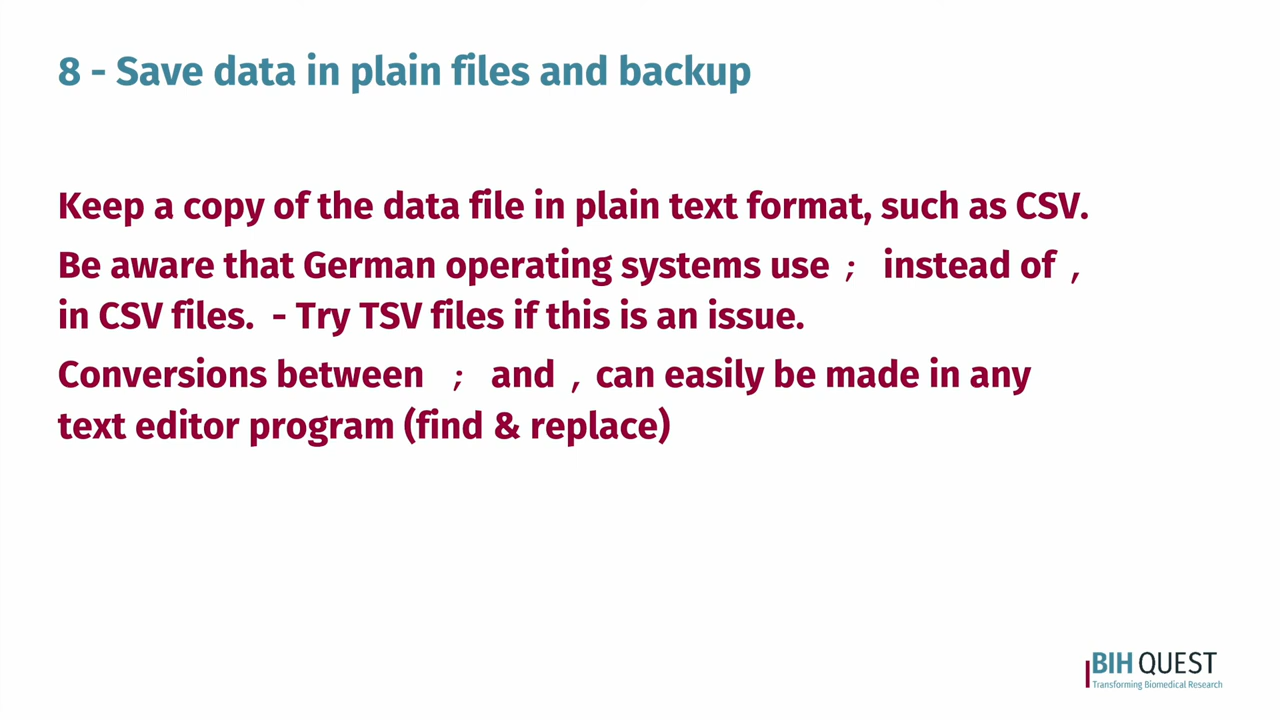 8 - Save data in plain files and backup
Keep a copy of the data file in plain text format, such as CSV.
Be aware that German operating systems use ; instead of ,
in CSV files. - Try TSV files if this is an issue.
Conversions between ; and , can easily be made in any
text editor program (find & replace)
BIH QUEST
Transforming Biomedical Research